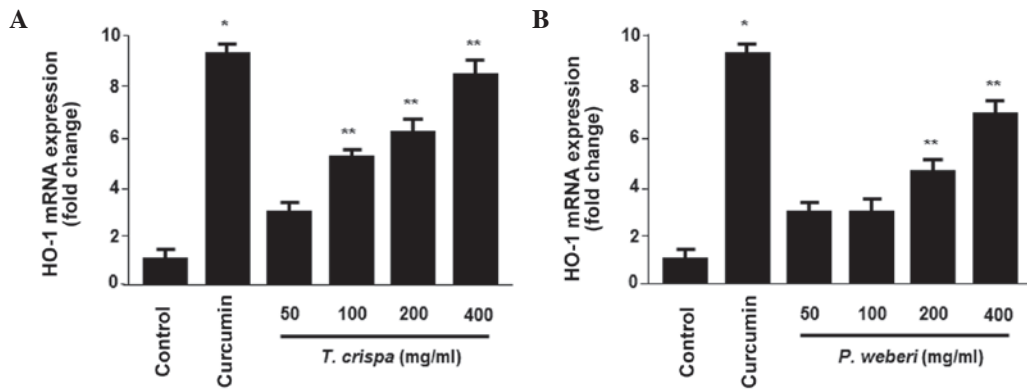 A
HO-1 mRNA expression
(fold change)
10
8
6
4
2
0
*
**
**
**
Control
Curcumin
50
100
200
400
T. crispa (mg/ml)
B
HO-1 mRNA expression
(fold change)
10
8
6
4
2
0
*
**
**
Control
Curcumin
50
100
200
400
P. weberi (mg/ml)